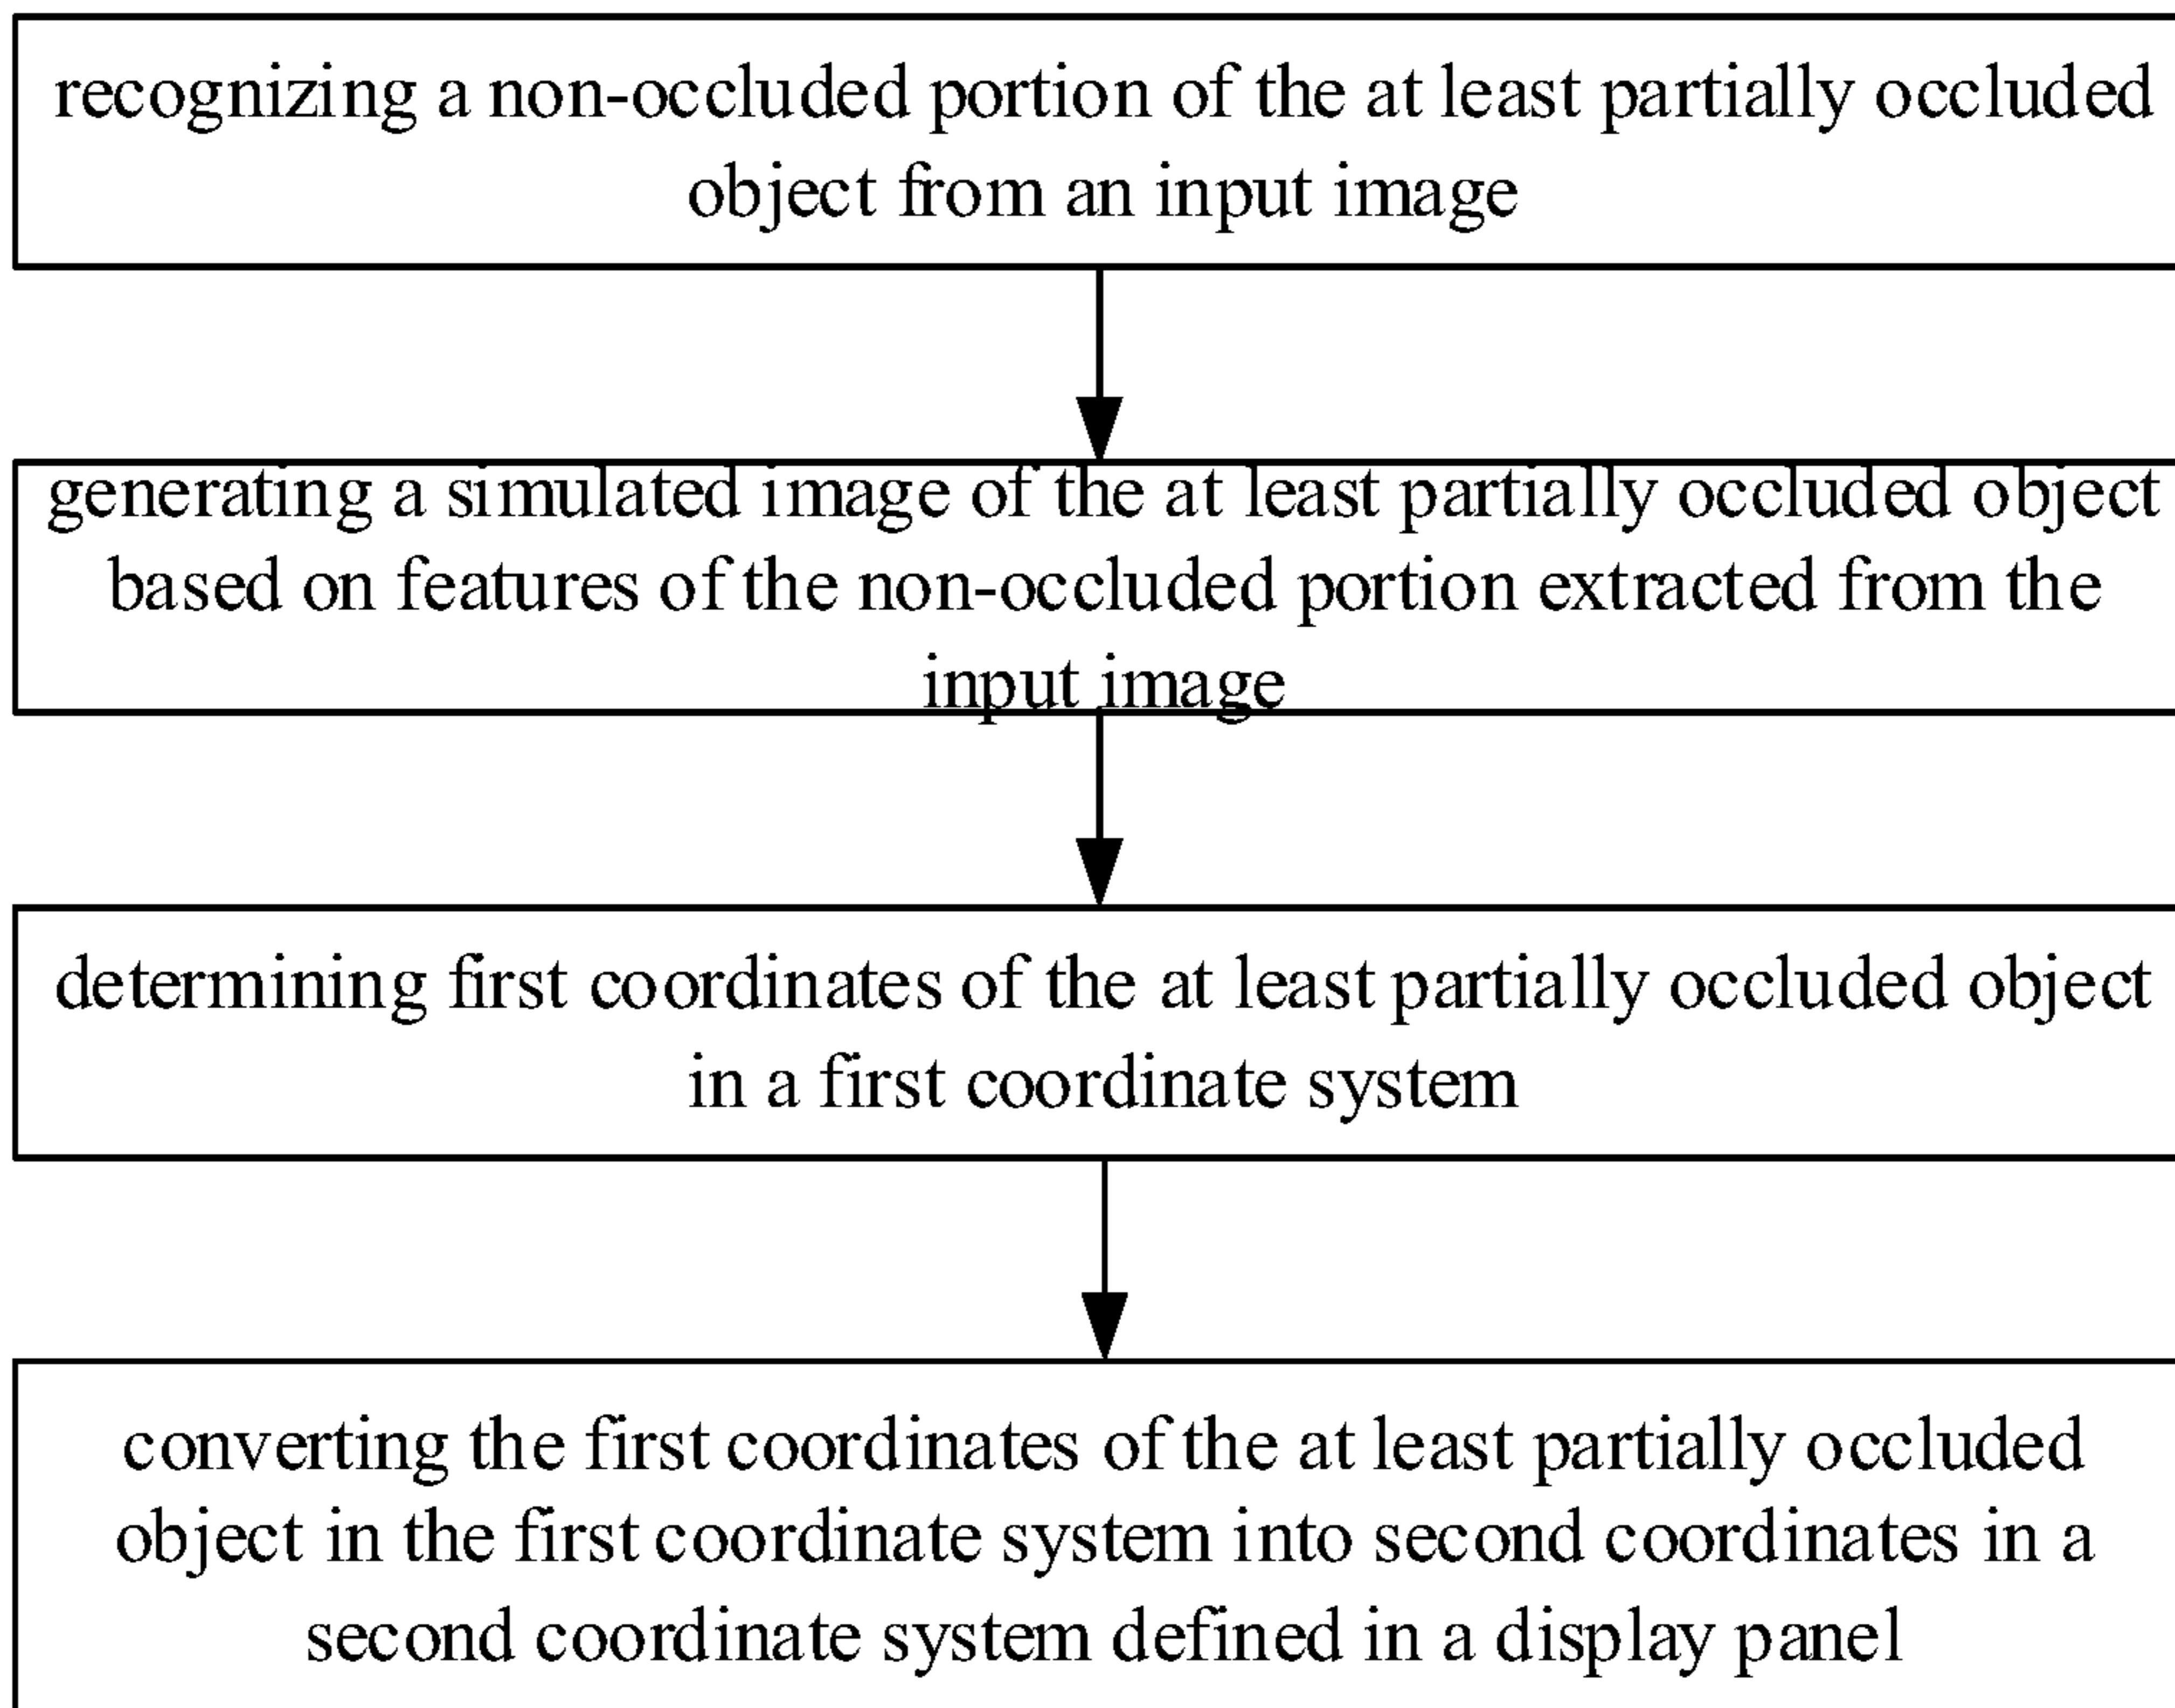 recognizing a non-occluded portion of the at least partially occluded
object from an input image
generating a simulated image of the at least partially occluded object
based on features of the non-occluded portion extracted from the
input image
determining first coordinates of the at least partially occluded object
in a first coordinate system
converting the first coordinates of the at least partially occluded
object in the first coordinate system into second coordinates in a
second coordinate system defined in a display panel